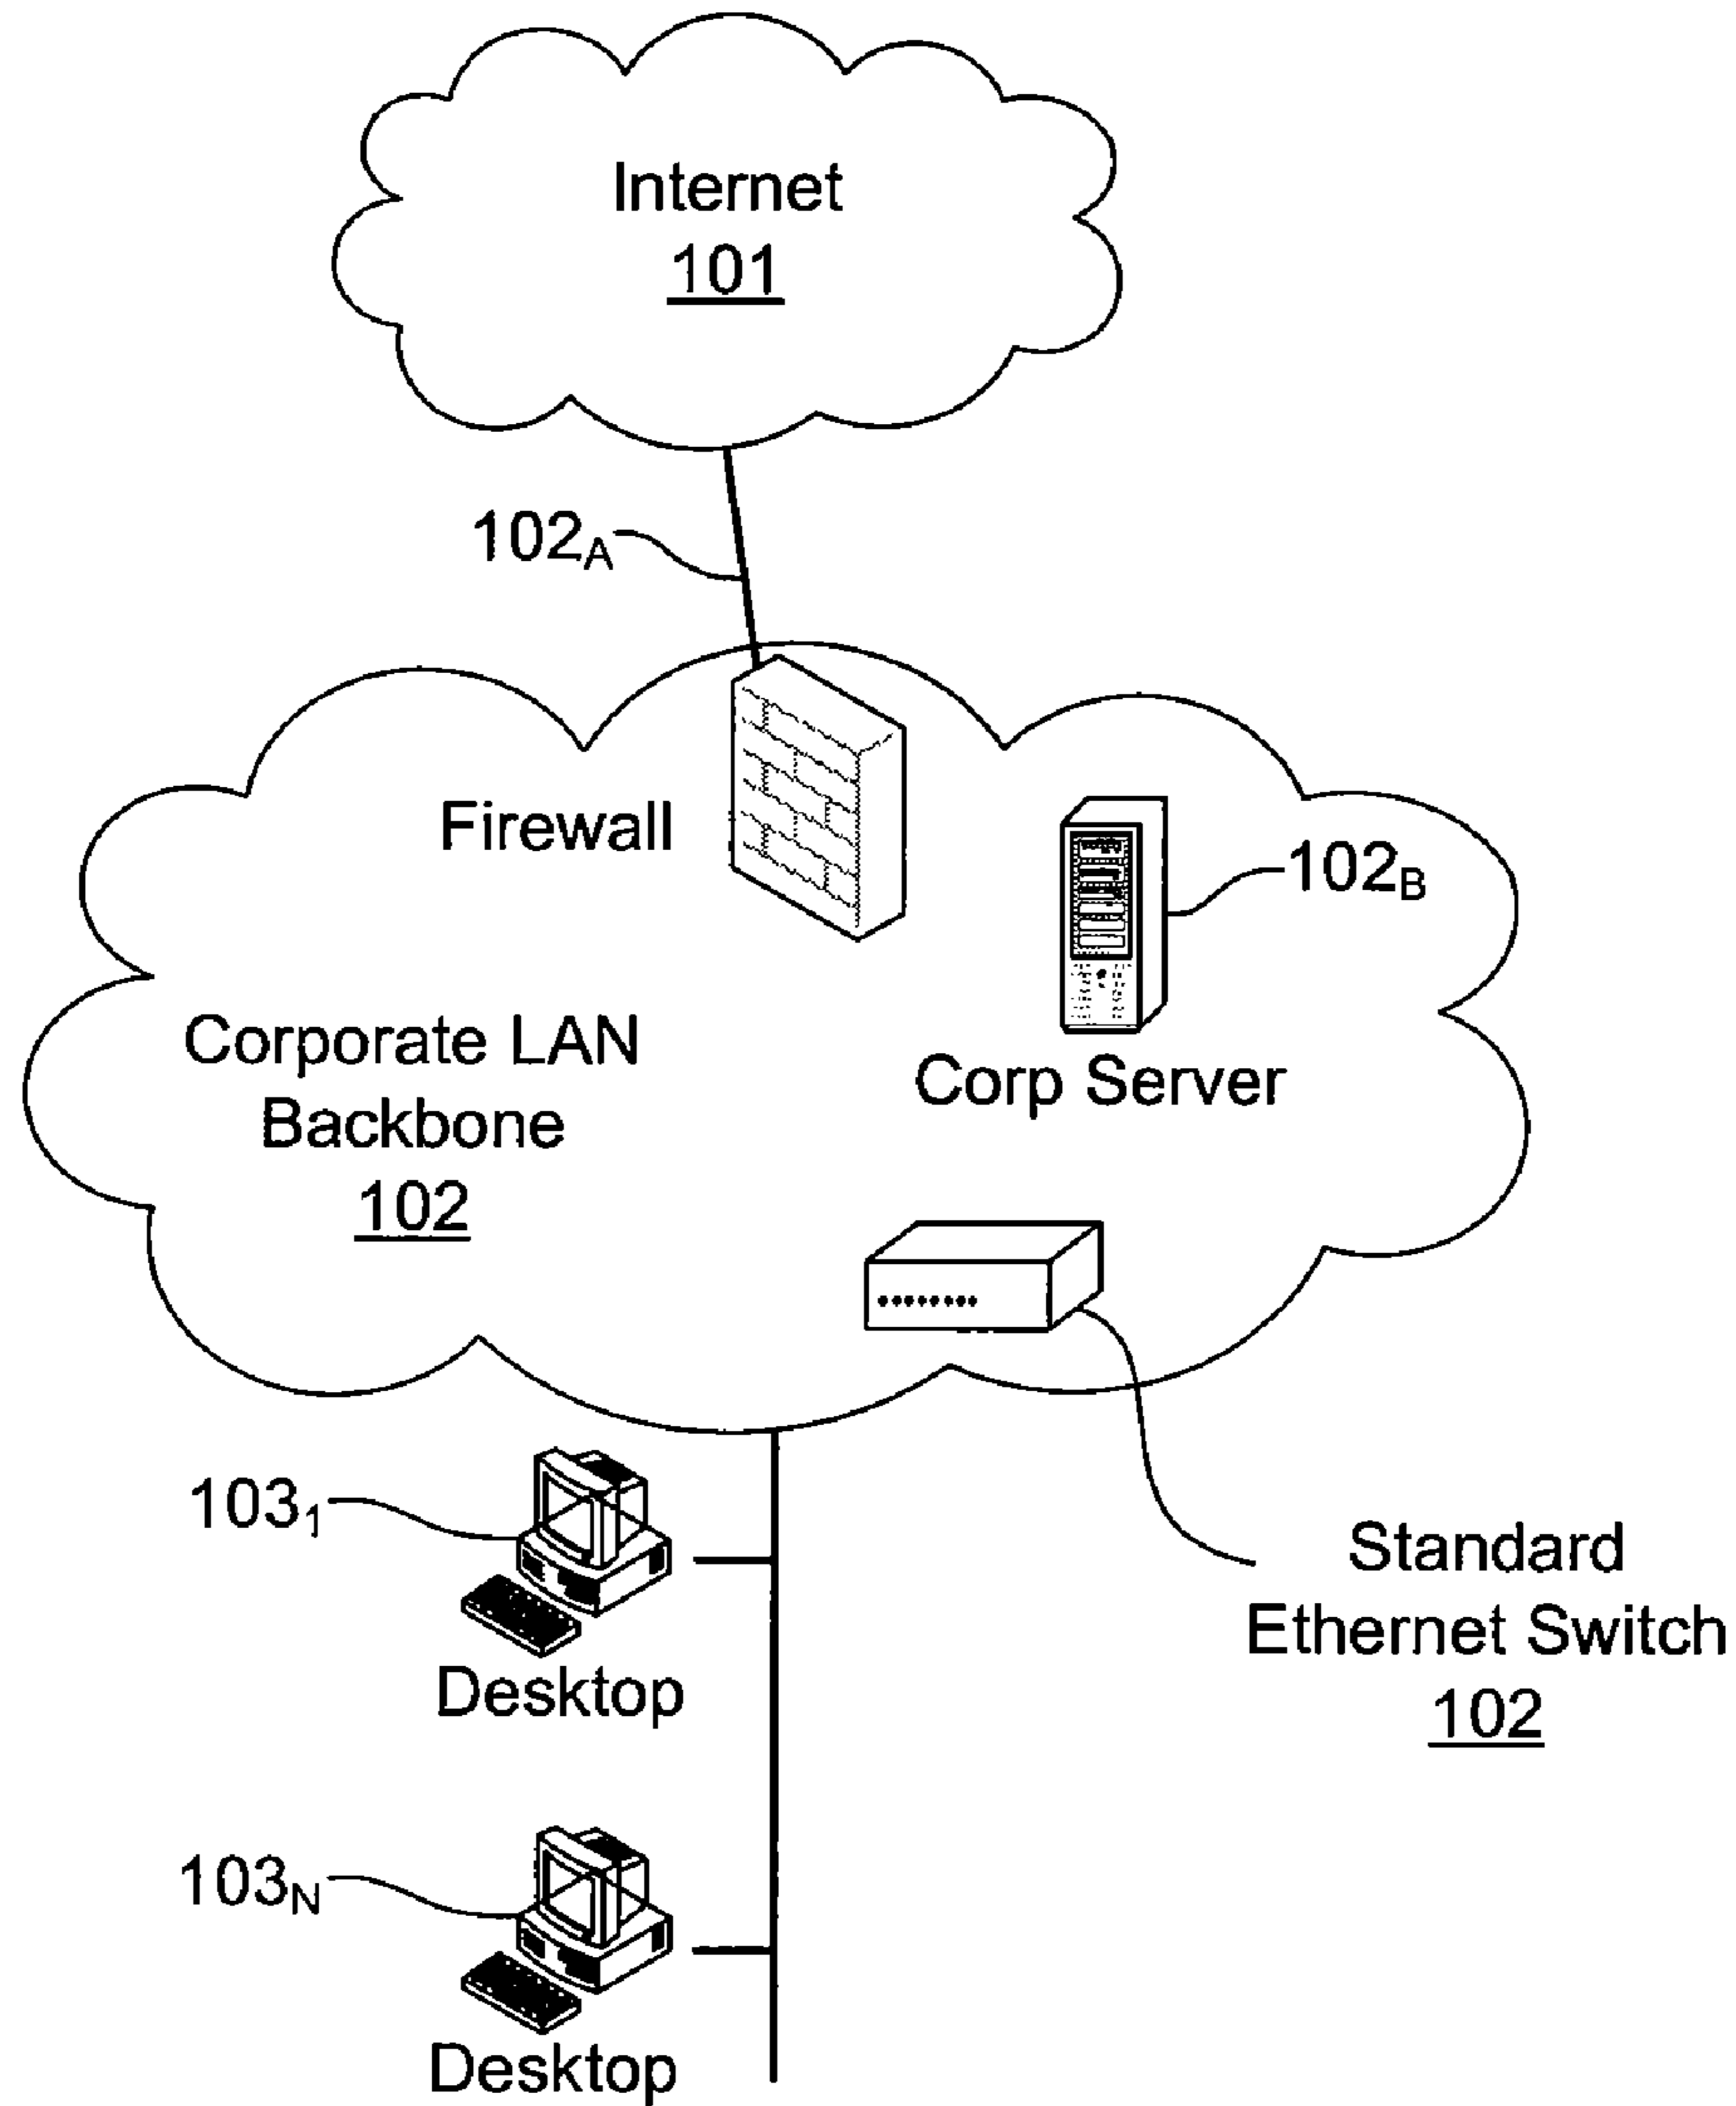 Internet
101
102A
Firewall
102B
Corporate LAN
Backbone
102
Corp Server
1031
Desktop
Standard
Ethernet Switch
102
103N
Desktop